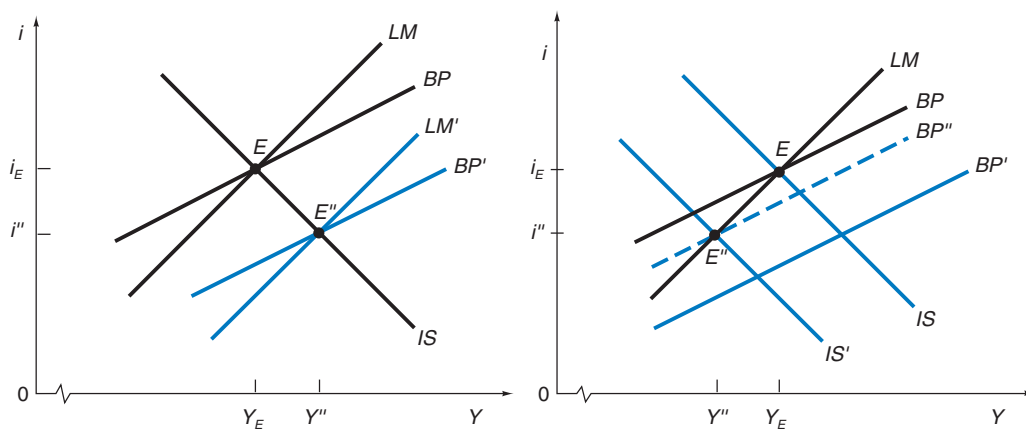 i
LM
BP
LM'
BP'
E
i_E
E"
i"
IS
0
Y_E
Y"
Y
i
LM
BP
BP"
BP'
E
i_E
i"
E"
IS
IS'
0
Y"
Y_E
Y